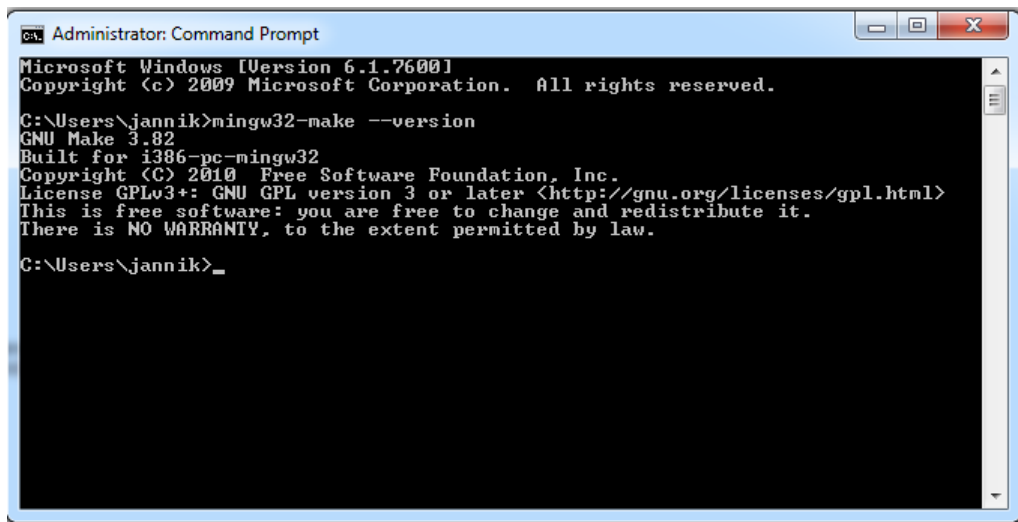 Administrator: Command Prompt
Microsoft Windows [Version 6.1.7600]
Copyright (c) 2009 Microsoft Corporation.  All rights reserved.
C:\Users\jannik>mingw32-make --version
GNU Make 3.82
Built for i386-pc-mingw32
Copyright (C) 2010  Free Software Foundation, Inc.
License GPLv3+: GNU GPL version 3 or later <http://gnu.org/licenses/gpl.html>
This is free software: you are free to change and redistribute it.
There is NO WARRANTY, to the extent permitted by law.
C:\Users\jannik>_